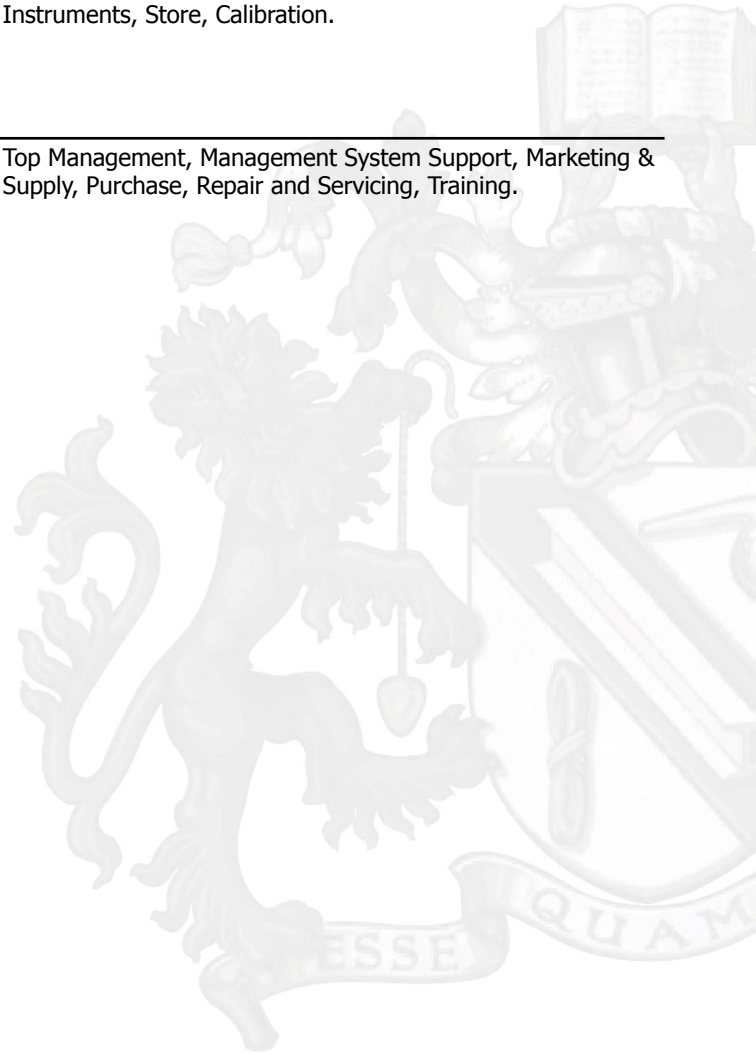 Instruments, Store, Calibration.
Top Management, Management System Support, Marketing &
Supply, Purchase, Repair and Servicing, Training.
ESSE
QUAM